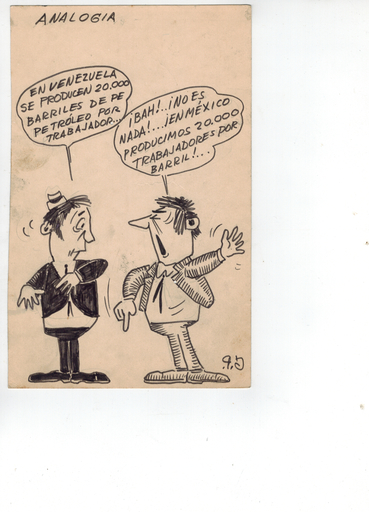 ANALOGIA
EN VENEZUELA
SE PRODUCEN 20.000
BARRILES DE PE
PETRÓLEO POR
TRABAJADOR...
¡BAH!..¡NO ES
NADA!...¡EN MÉXICO
PRODUCIMOS 20.000
TRABAJADORES POR
BARRIL!...